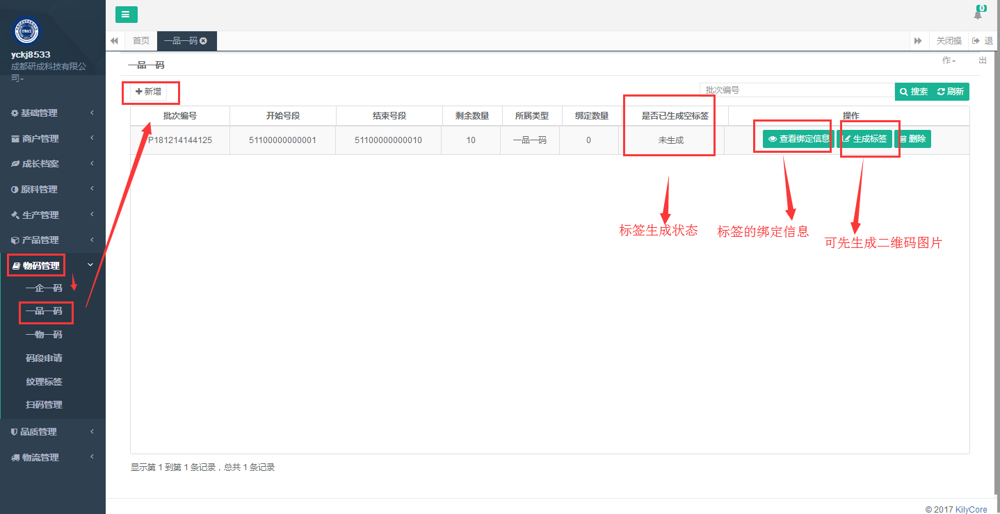 0
yckj8533
成都研成科技有限公
司
首页
一品一码
关闭操
作
退
出
一品一码
新增
批次编号
搜索
刷新
批次编号 开始号段 结束号段 剩余数量 所属类型 绑定数量 是否已生成空标签 操作
P181214144125 51100000000001 51100000000010 10 一品一码 0 未生成 查看绑定信息 生成标签 删除
基础管理
商户管理
成长档案
原料管理
生产管理
产品管理
物码管理
一企一码
一品一码
一物一码
码段申请
纹理标签
扫码管理
品质管理
物流管理
标签生成状态
标签的绑定信息
可先生成二维码图片
显示第 1 到第 1 条记录，总共 1 条记录
© 2017 KilyCore